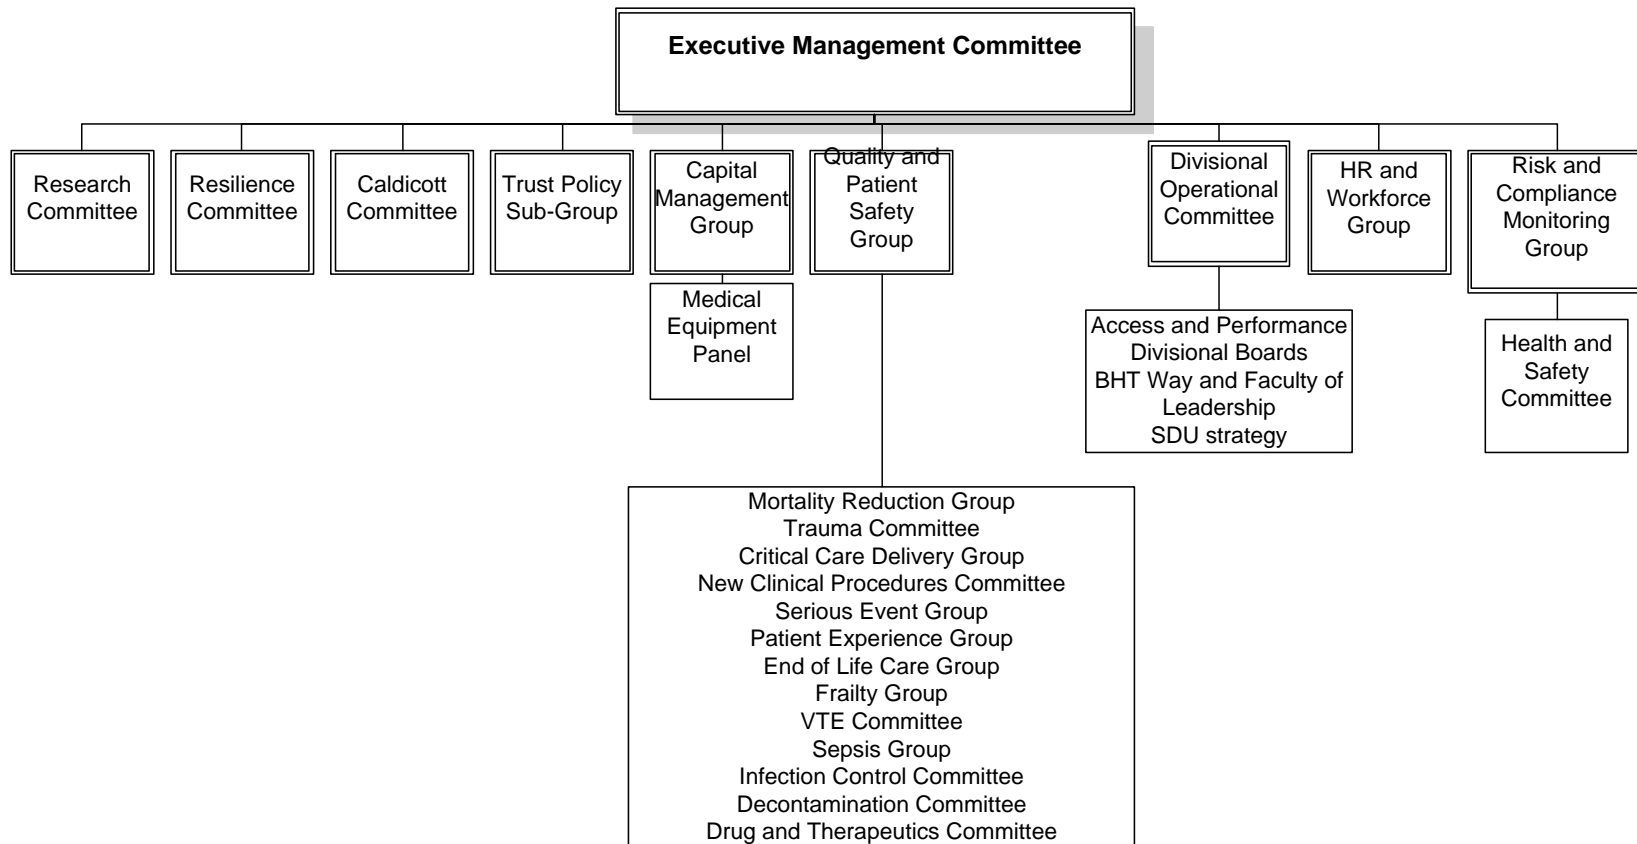 Executive Management Committee
Research
Committee
Resilience
Committee
Caldicott
Committee
Trust Policy
Sub-Group
Capital
Management
Group
Quality and
Patient
Safety
Group
Divisional
Operational
Committee
HR and
Workforce
Group
Risk and
Compliance
Monitoring
Group
Medical
Equipment
Panel
Access and Performance
Divisional Boards
BHT Way and Faculty of
Leadership
SDU strategy
Health and
Safety
Committee
Mortality Reduction Group
Trauma Committee
Critical Care Delivery Group
New Clinical Procedures Committee
Serious Event Group
Patient Experience Group
End of Life Care Group
Frailty Group
VTE Committee
Sepsis Group
Infection Control Committee
Decontamination Committee
Drug and Therapeutics Committee